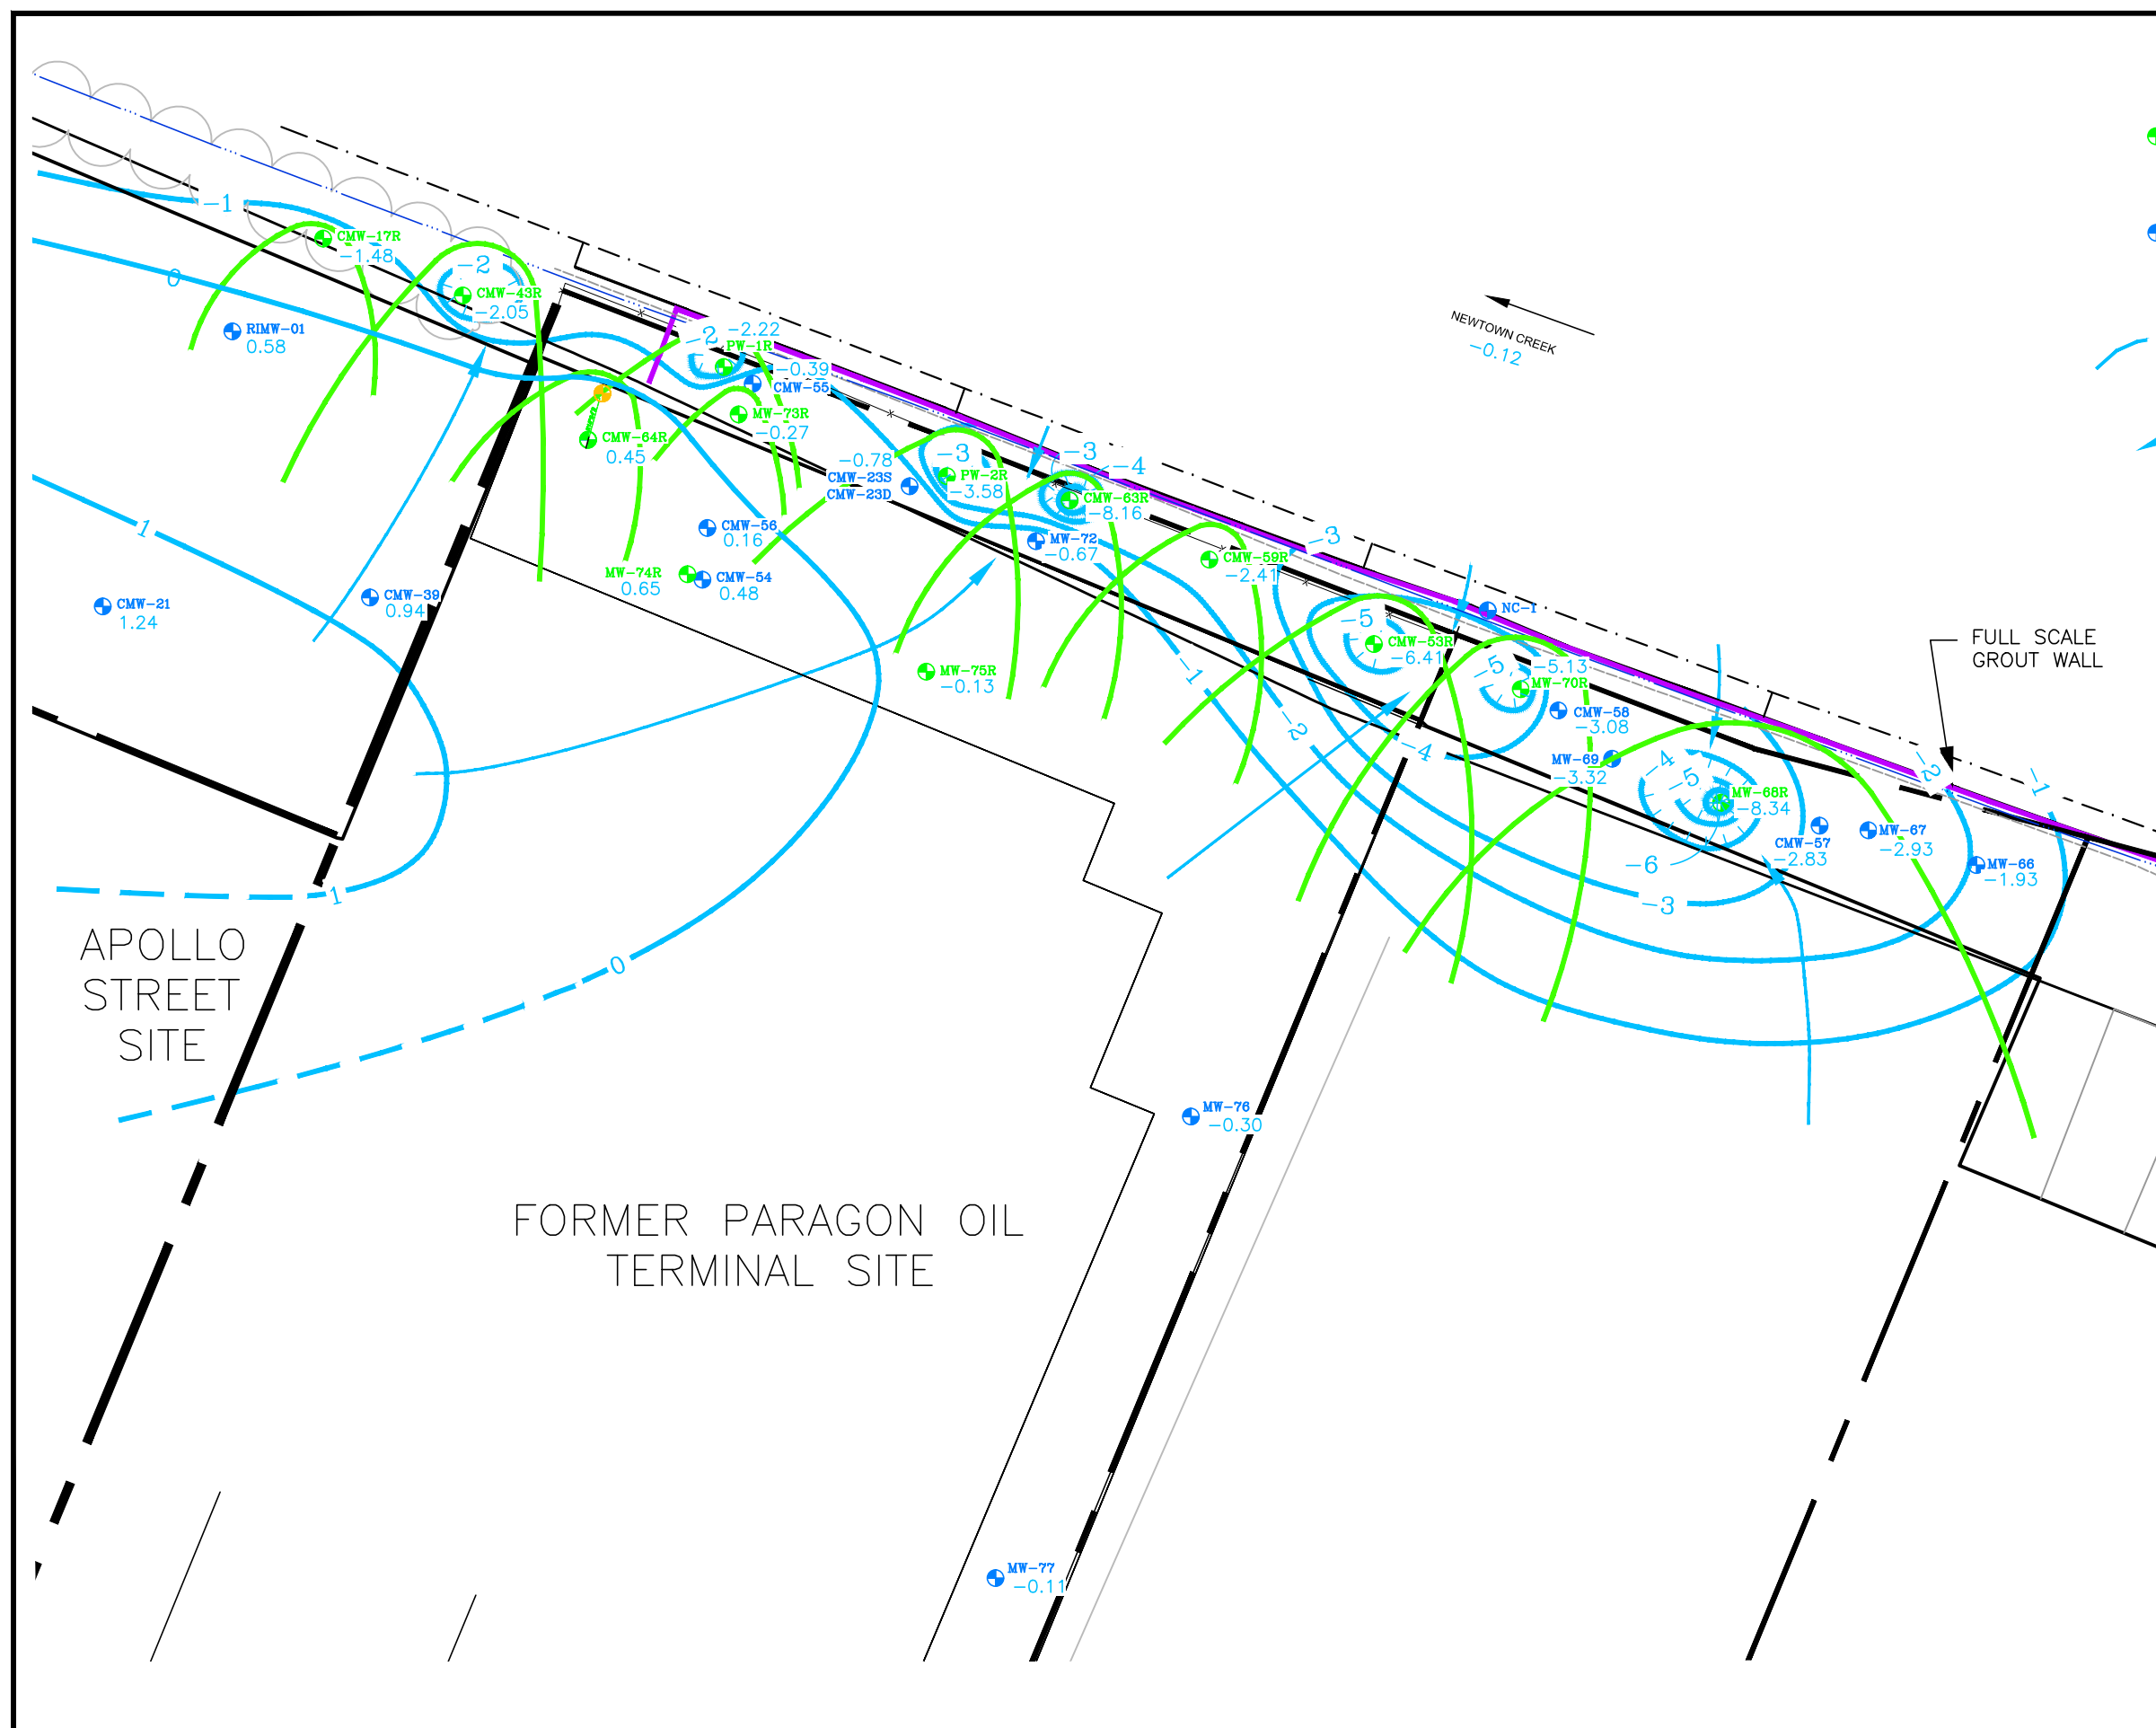 -1
CMW-17R
-1.48
0
-2
CMW-43R
-2.05
RIMW-01
0.58
-2
-2.22
PW-1R
-0.39
CMW-55
MW-73R
-0.27
CMW-64R
0.45
NEWTOWN CREEK
-0.12
-0.78
CMW-23S
CMW-23D
-3
PW-2R
-3.58
-3
-4
CMW-63R
-8.16
1
CMW-56
0.16
MW-72
-0.67
-3
CMW-59R
-2.41
MW-74R
0.65
CMW-54
0.48
CMW-39
0.94
CMW-21
1.24
-5
CMW-53R
-6.41
NC-1
-5
-5.13
MW-70R
MW-75R
-0.13
-1
-2
-4
CMW-58
-3.08
MW-69
-3.32
FULL SCALE
GROUT WALL
-4
-5
MW-68R
-8.34
-2
-1
CMW-57
-2.83
MW-67
-2.93
-6
MW-66
-1.93
-3
1
APOLLO
STREET
SITE
0
MW-76
-0.30
FORMER PARAGON OIL
TERMINAL SITE
MW-77
-0.11